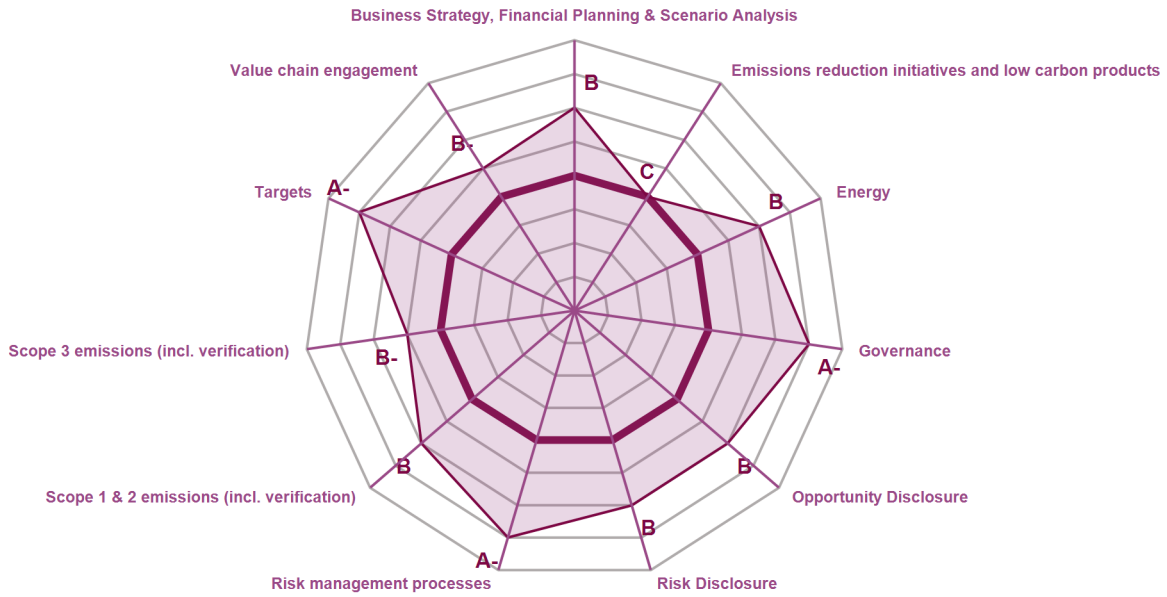 Business Strategy, Financial Planning & Scenario Analysis
Value chain engagement
Emissions reduction initiatives and low carbon products
B
B-
C
A-
Targets
B
Energy
Scope 3 emissions (incl. verification)
B-
Governance
A-
B
B
Scope 1 & 2 emissions (incl. verification)
Opportunity Disclosure
B
A-
Risk management processes
Risk Disclosure